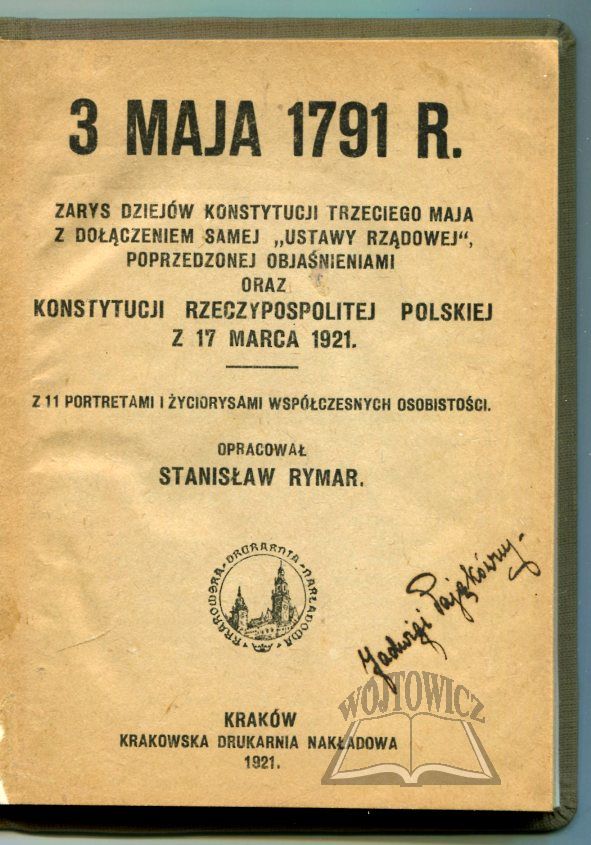 3 MAJA 1791 R.
ZARYS DZIEJÓW KONSTYTUCJI TRZECIEGO MAJA
Z DOŁĄCZENIEM SAMEJ „USTAWY RZĄDOWEJ“,
POPRZEDZONEJ OBJAŚNIENIAMI
ORAZ
KONSTYTUCJI RZECZYPOSPOLITEJ POLSKIEJ
Z 17 MARCA 1921.
Z 11 PORTRETAMI I ŻYCIORYSAMI WSPÓŁCZESNYCH OSOBISTOŚCI.
OPRACOWAŁ
STANISŁAW RYMAR.
KRAKOWSKA DRUKARNIA NAKŁADOWA
Jadwigi Pająkówny.
WÓJTOWICZ
KRAKÓW
KRAKOWSKA DRUKARNIA NAKŁADOWA
1921.